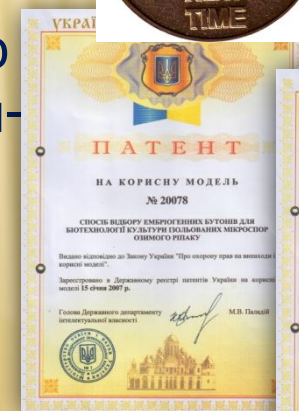 TIME
УКРАЇ
ПАТЕНТ
НА КОРИСНУ МОДЕЛЬ
№ 20078
СПОСІБ ВІДБОРУ ЕМБРІОГЕННИХ БУТОНІВ ДЛЯ
БІОТЕХНОЛОГІЇ КУЛЬТУРИ ІЗОЛЬОВАНИХ МІКРОСПОР
ОЗИМОГО РІПАКУ
Видано відповідно до Закону України "Про охорону прав на винаходи і
корисні моделі".
Зареєстровано в Державному реєстрі патентів України на корисні
моделі 15 січня 2007 р.
Голова Державного департаменту
інтелектуальної власності
М.В. Паладій